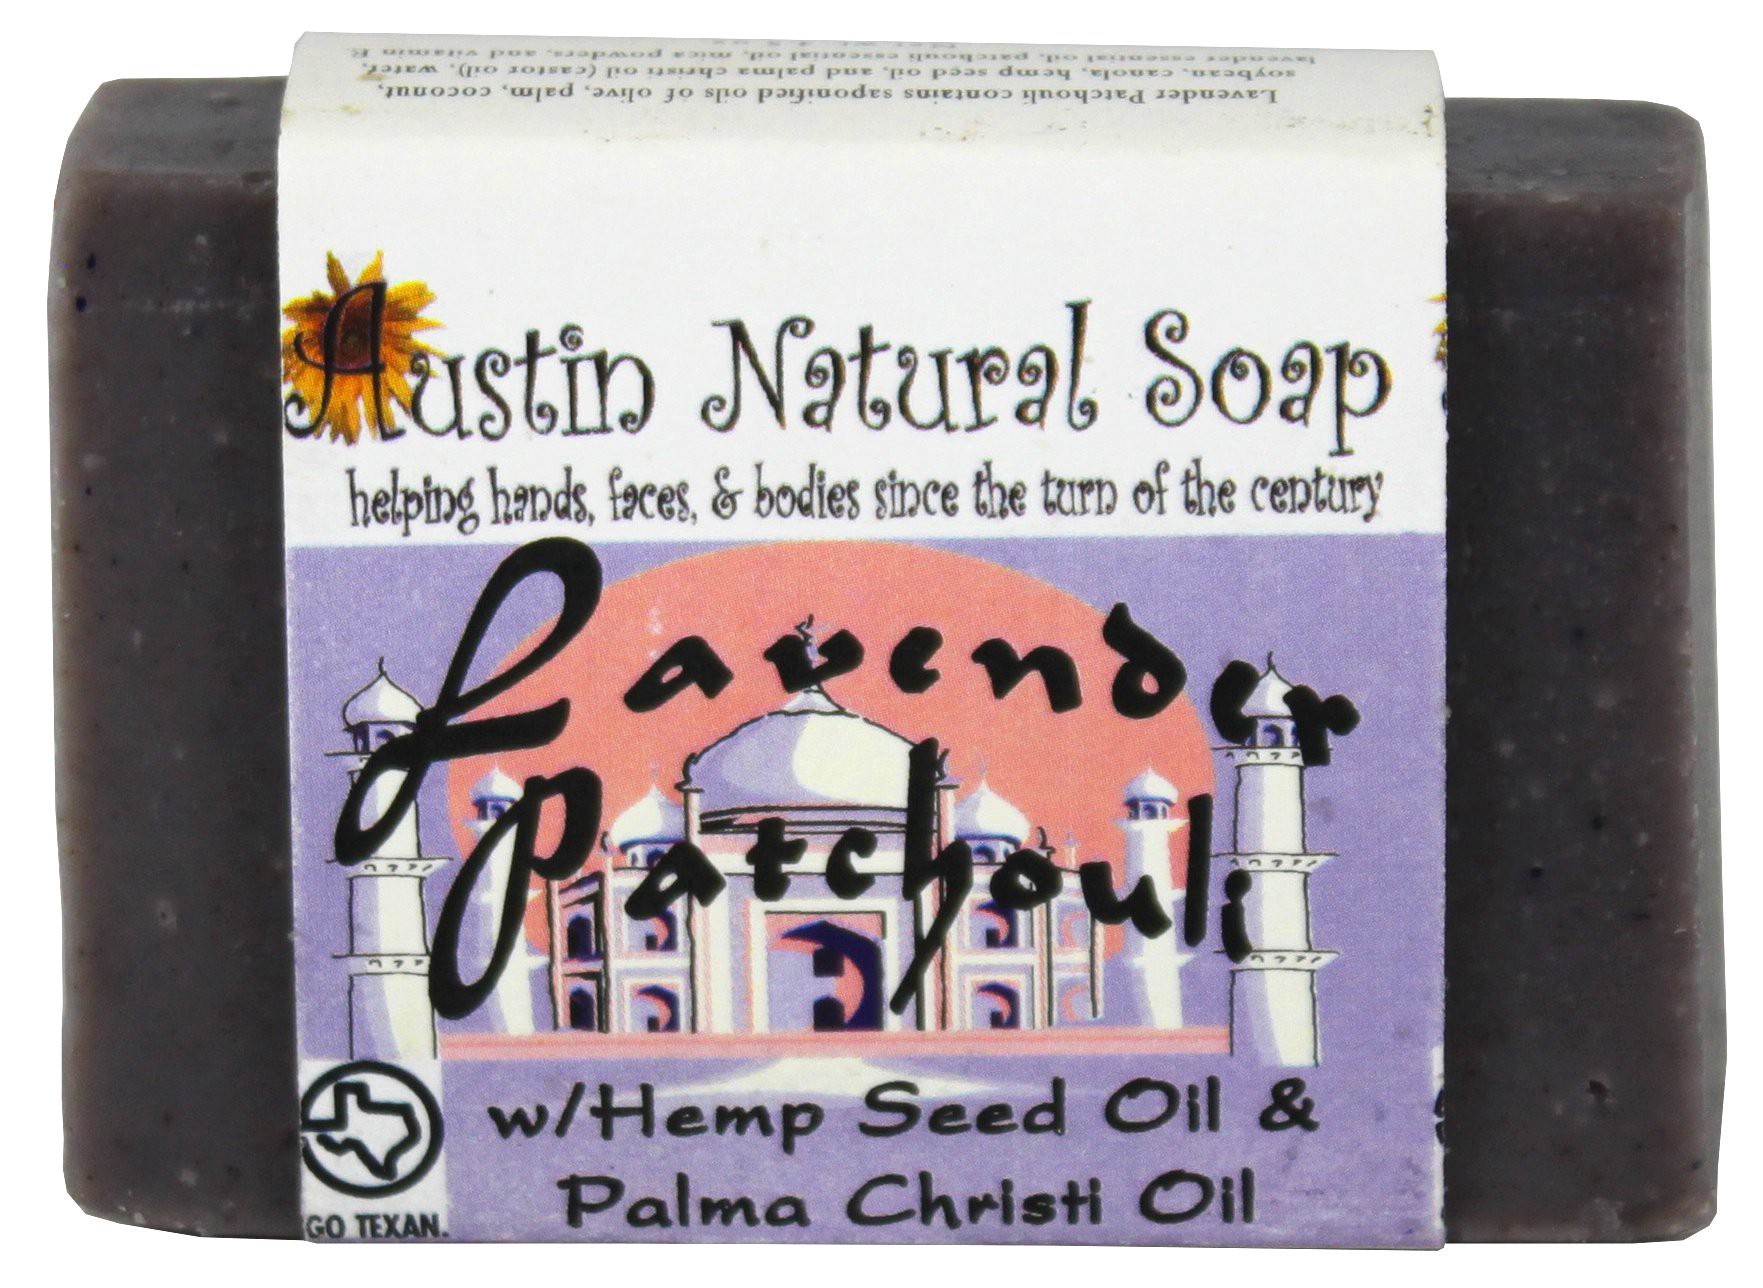 Lavender Patchouli contains saponified oils of olive, palm, coconut,
soybean, canola, hemp seed oil, and palma christi oil (castor oil), water,
lavender essential oil, patchouli essential oil, mica powders, and vitamin E
Austin Natural Soap
helping hands, faces, & bodies since the turn of the century
Lavender
Patchouli
w/Hemp Seed Oil &
Palma Christi Oil
GO TEXAN.